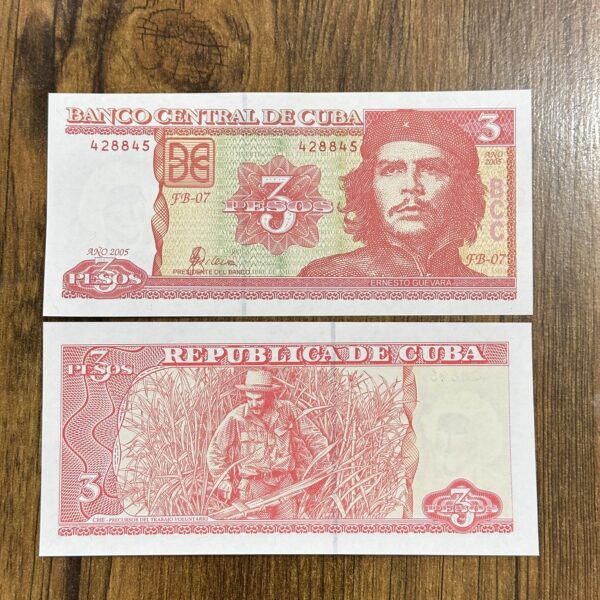 BANCO CENTRAL DE CUBA 3
428845 428845
AÑO 2005
BCC
FB-07
3 PESOS
AÑO 2005
FB-07
PRESIDENTE DEL BANCO
3 PESOS
ERNESTO GUEVARA
3 PESOS REPUBLICA DE CUBA
3
CHE - PRECURSOR DEL TRABAJO VOLUNTARIO
3 PESOS